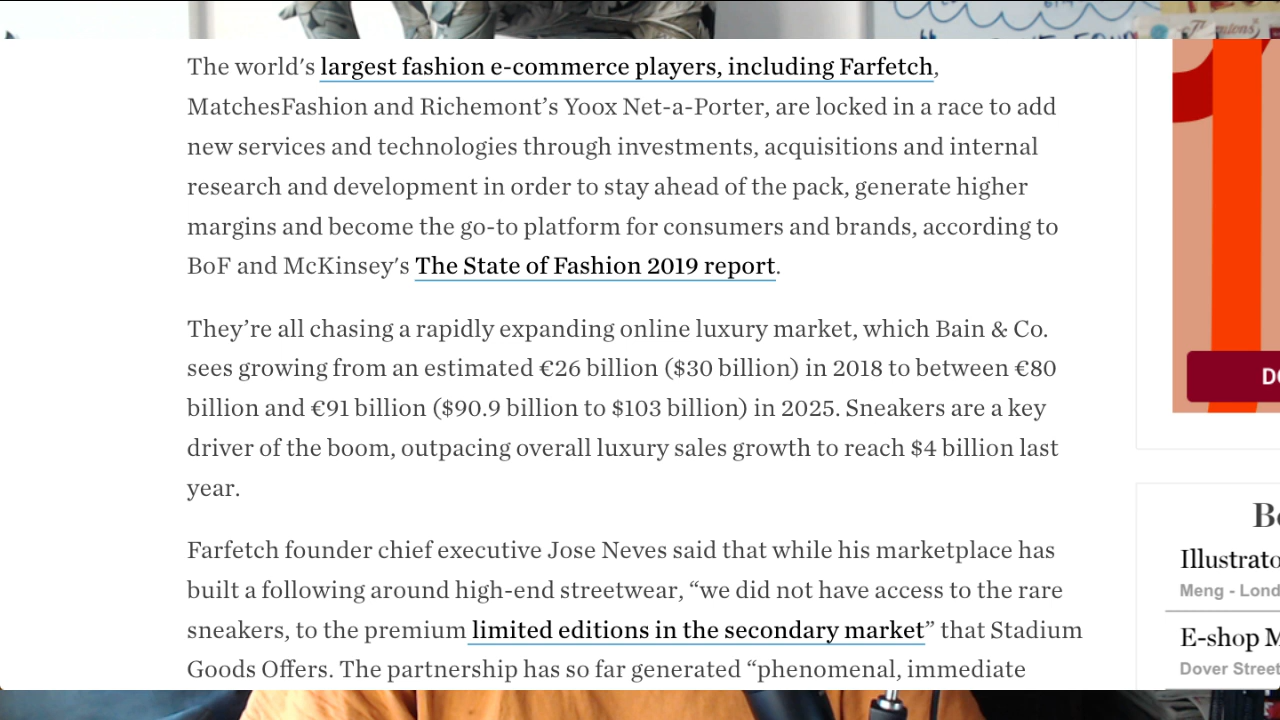 The world's largest fashion e-commerce players, including Farfetch,
MatchesFashion and Richemont’s Yoox Net-a-Porter, are locked in a race to add
new services and technologies through investments, acquisitions and internal
research and development in order to stay ahead of the pack, generate higher
margins and become the go-to platform for consumers and brands, according to
BoF and McKinsey's The State of Fashion 2019 report.
They’re all chasing a rapidly expanding online luxury market, which Bain & Co.
sees growing from an estimated €26 billion ($30 billion) in 2018 to between €80
billion and €91 billion ($90.9 billion to $103 billion) in 2025. Sneakers are a key
driver of the boom, outpacing overall luxury sales growth to reach $4 billion last
year.
Farfetch founder chief executive Jose Neves said that while his marketplace has
built a following around high-end streetwear, “we did not have access to the rare
sneakers, to the premium limited editions in the secondary market” that Stadium
Goods Offers. The partnership has so far generated “phenomenal, immediate
Meng - Lond
E-shop M
Dover Street